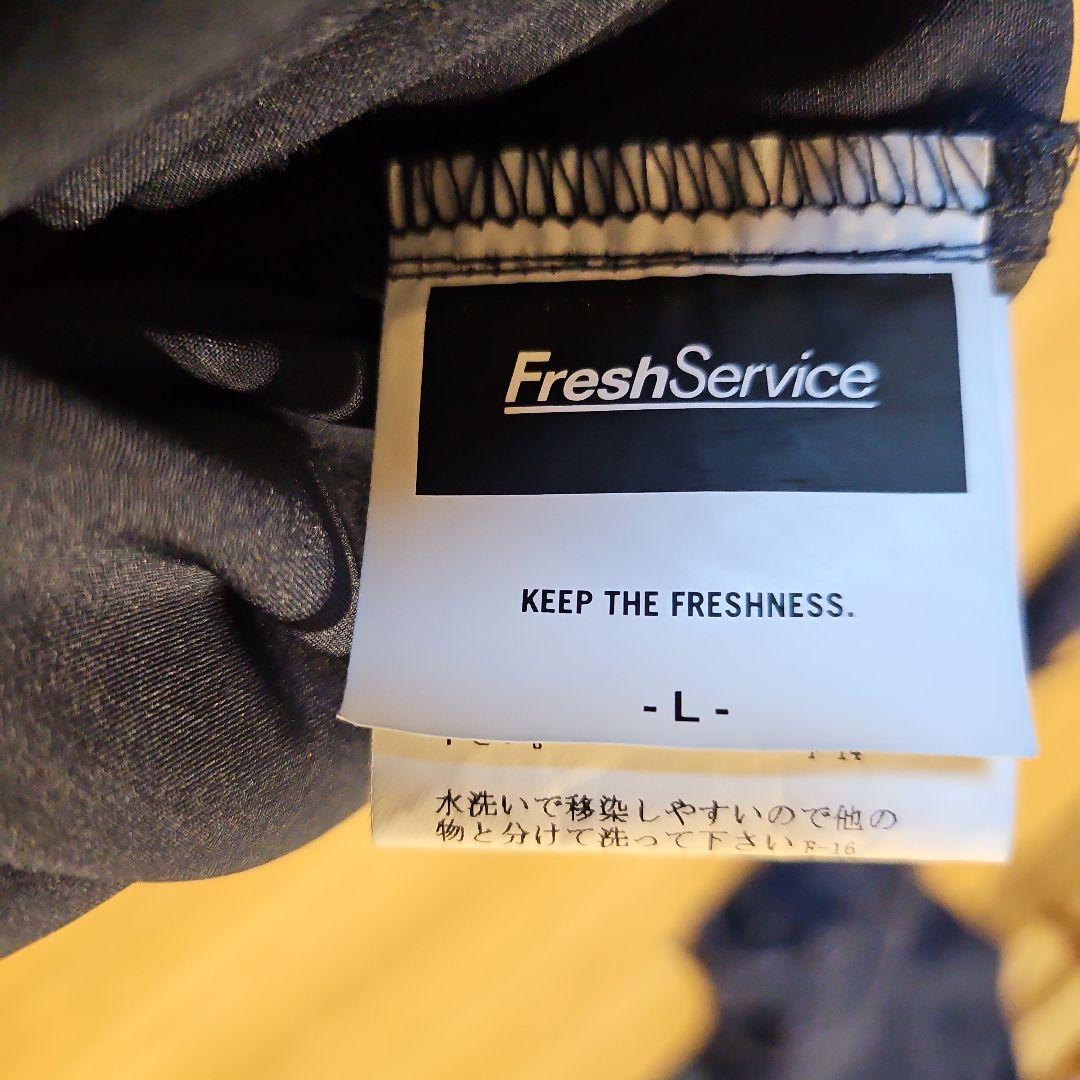 FreshService
KEEP THE FRESHNESS.
- L -
水洗いで移染しやすいので他の
物と分けて洗って下さい F-16